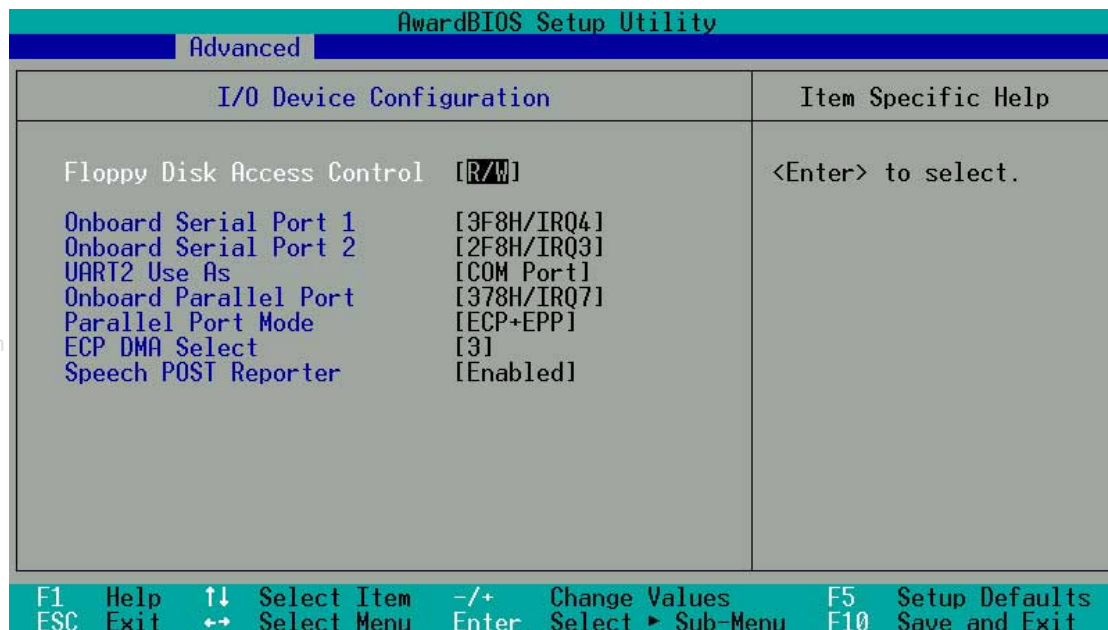 AwardBIOS Setup Utility
Advanced
I/O Device Configuration
Item Specific Help
Floppy Disk Access Control [R/W]
<Enter> to select.
Onboard Serial Port 1 [3F8H/IRQ4]
Onboard Serial Port 2 [2F8H/IRQ3]
UART2 Use As [COM Port]
Onboard Parallel Port [378H/IRQ7]
Parallel Port Mode [ECP+EPP]
ECP DMA Select [3]
Speech POST Reporter [Enabled]
F1 Help ↑↓ Select Item -/+ Change Values F5 Setup Defaults
ESC Exit ←→ Select Menu Enter Select ► Sub-Menu F10 Save and Exit